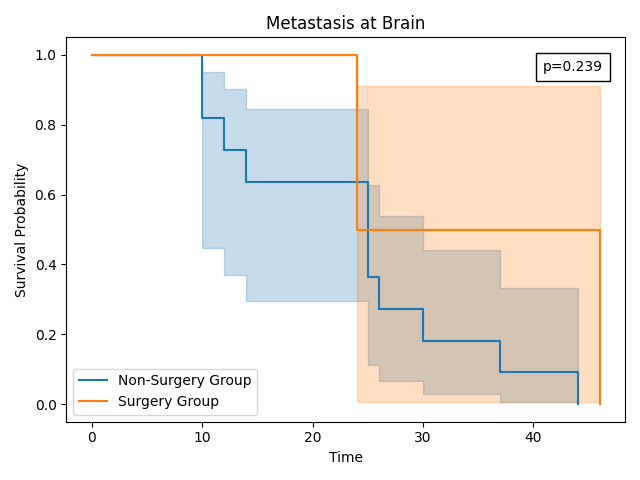 Metastasis at Brain
p=0.239
Survival Probability
1.0
0.8
0.6
0.4
0.2
0.0
Non-Surgery Group
Surgery Group
0 10 20 30 40
Time